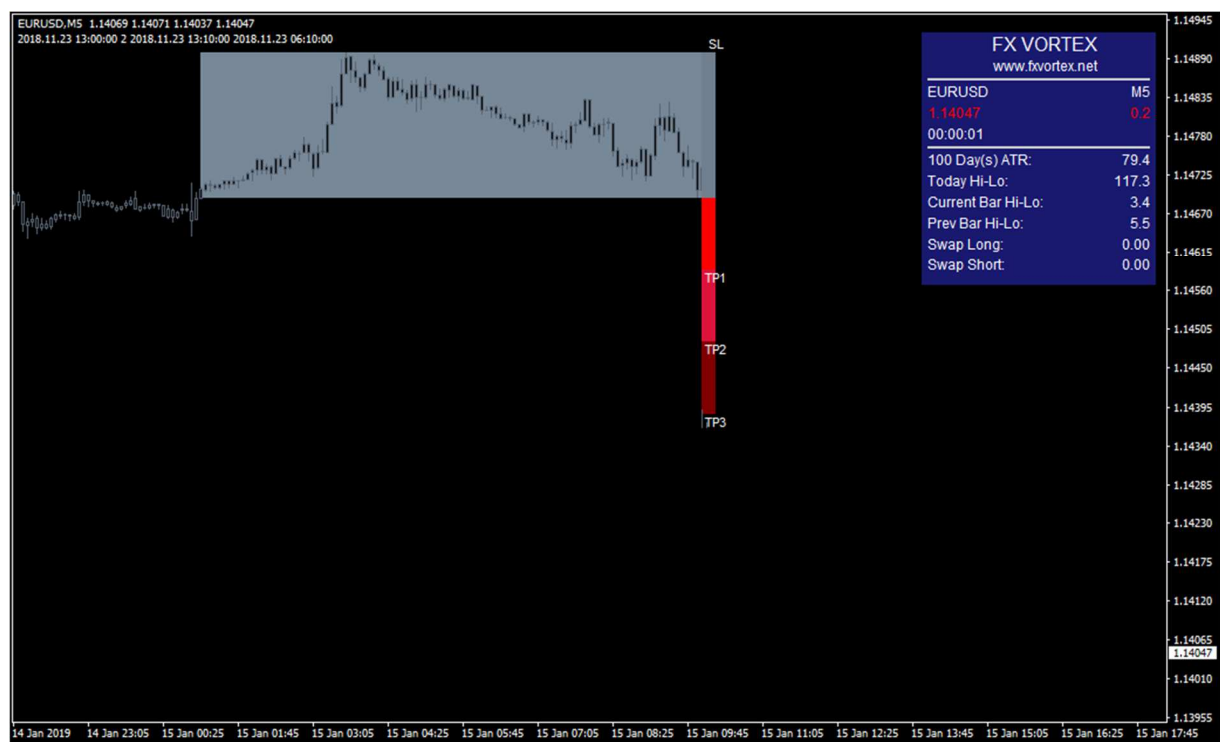 EURUSD,M5 1.14069 1.14071 1.14037 1.14047
2018.11.23 13:00:00 2 2018.11.23 13:10:00 2018.11.23 06:10:00
SL
TP1
TP2
TP3
FX VORTEX
www.fxvortex.net
EURUSD M5
1.14047 0.2
00:00:01
100 Day(s) ATR: 79.4
Today Hi-Lo: 117.3
Current Bar Hi-Lo: 3.4
Prev Bar Hi-Lo: 5.5
Swap Long: 0.00
Swap Short: 0.00
1.14945
1.14890
1.14835
1.14780
1.14725
1.14670
1.14615
1.14560
1.14505
1.14450
1.14395
1.14340
1.14285
1.14230
1.14175
1.14120
1.14065
1.14047
1.14010
1.13955
14 Jan 2019 14 Jan 23:05 15 Jan 00:25 15 Jan 01:45 15 Jan 03:05 15 Jan 04:25 15 Jan 05:45 15 Jan 07:05 15 Jan 08:25 15 Jan 09:45 15 Jan 11:05 15 Jan 12:25 15 Jan 13:45 15 Jan 15:05 15 Jan 16:25 15 Jan 17:45